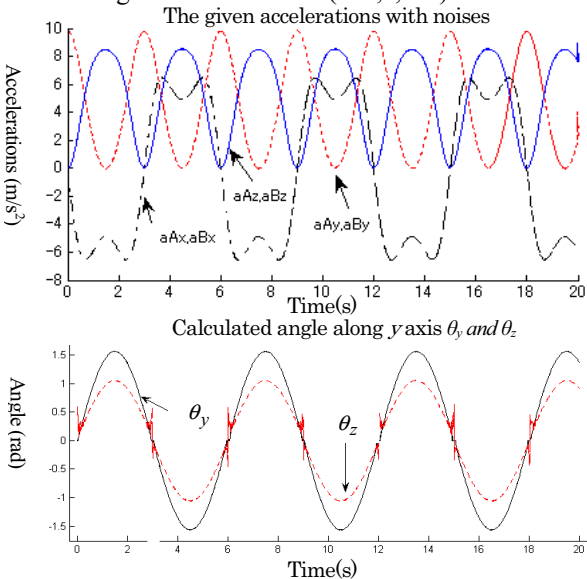 The given accelerations with noises
Accelerations (m/s²)
10
8
6
4
2
0
-2
-4
-6
-8
aAz,aBz
aAx,aBx
aAy,aBy
0 2 4 6 8 10 12 14 16 18 20
Time(s)
Calculated angle along y axis θy and θz
Angle (rad)
1.5
1
0.5
0
-0.5
-1
-1.5
θy
θz
0 2 4 6 8 10 12 14 16 18 20
Time(s)